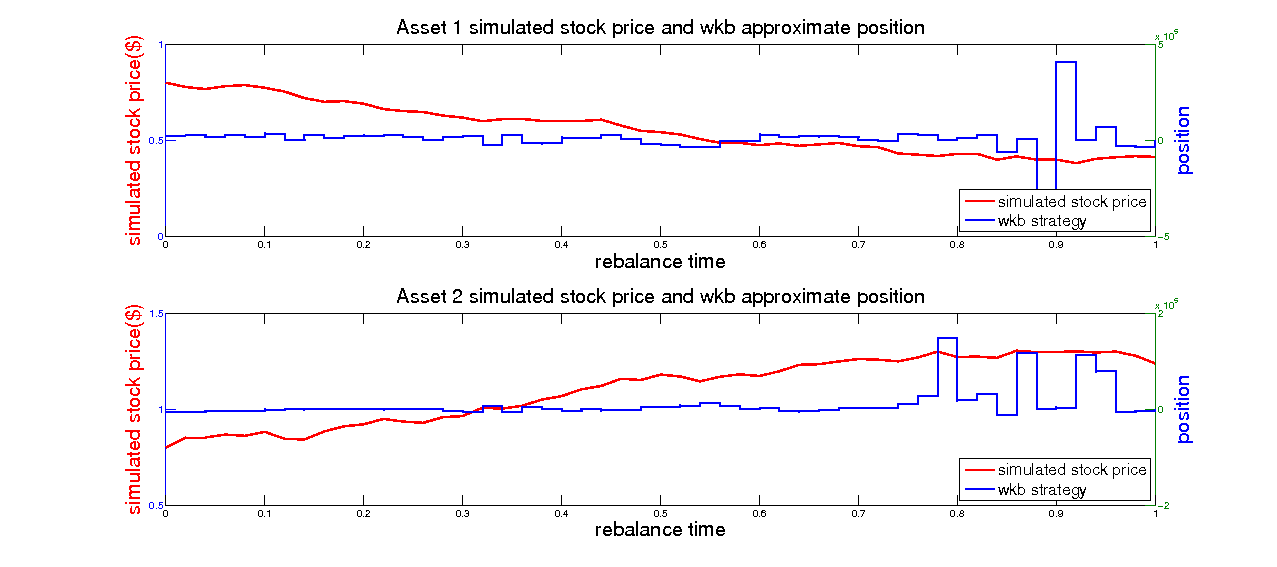 Asset 1 simulated stock price and wkb approximate position
simulated stock price($)
1
0.5
0
x 10
5
0
-5
position
simulated stock price
wkb strategy
0 0.1 0.2 0.3 0.4 0.5 0.6 0.7 0.8 0.9 1
rebalance time
Asset 2 simulated stock price and wkb approximate position
simulated stock price($)
1.5
1
0.5
x 10
2
0
-2
position
simulated stock price
wkb strategy
0 0.1 0.2 0.3 0.4 0.5 0.6 0.7 0.8 0.9 1
rebalance time